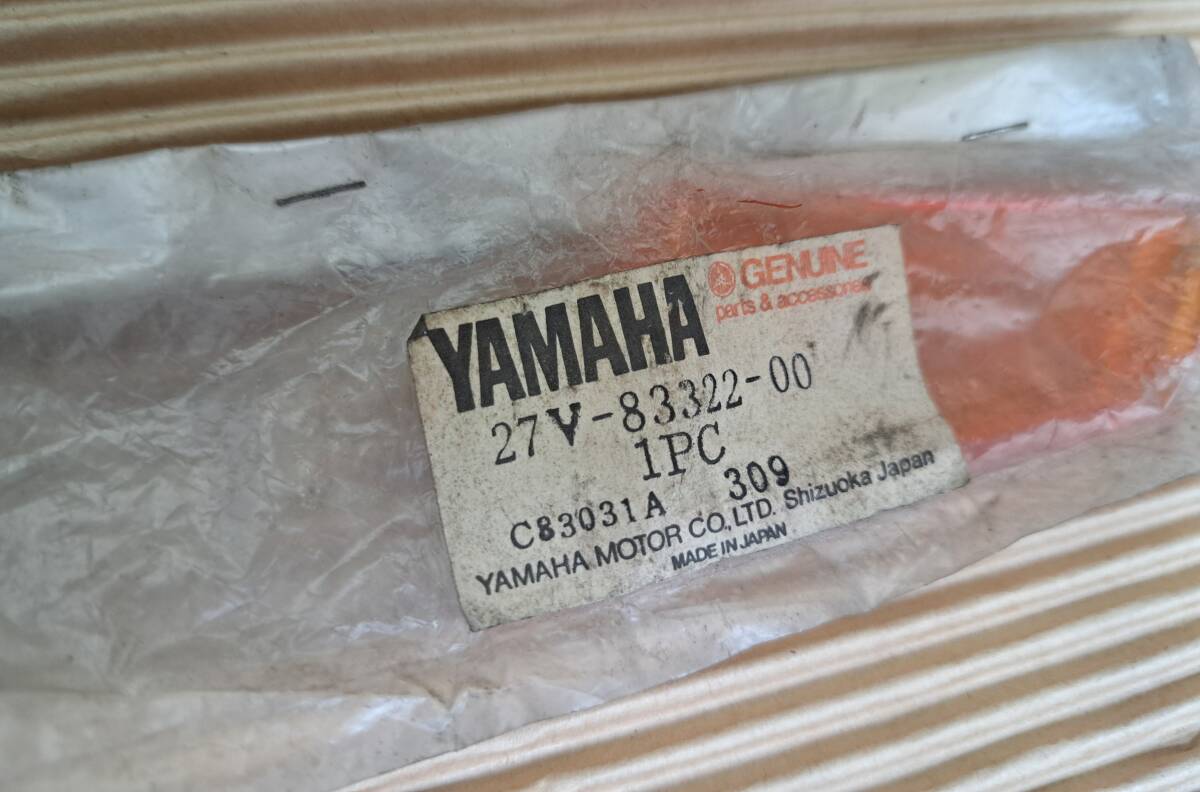 YAMAHA
GENUINE
parts & accessories
27V-83322-00
1PC
C83031A 309
YAMAHA MOTOR CO., LTD. Shizuoka Japan
MADE IN JAPAN